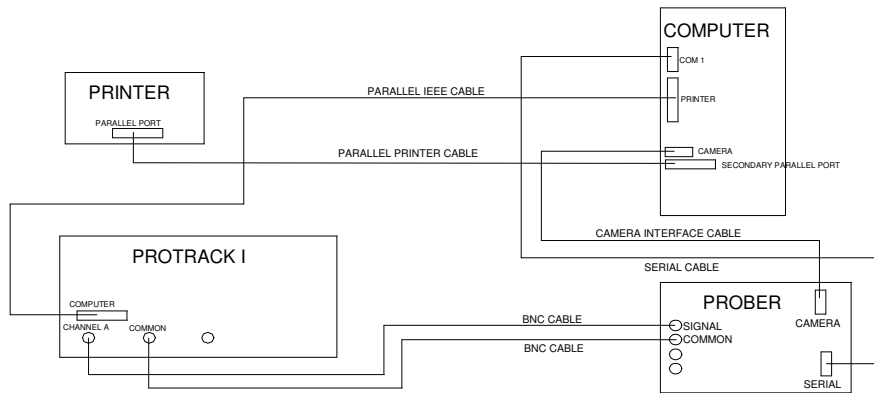 COMPUTER
COM 1
PRINTER
PARALLEL PORT
PARALLEL IEEE CABLE
PRINTER
PARALLEL PRINTER CABLE
CAMERA
SECONDARY PARALLEL PORT
CAMERA INTERFACE CABLE
PROTRACK I
SERIAL CABLE
COMPUTER
CHANNEL A
COMMON
PROBER
CAMERA
BNC CABLE
SIGNAL
COMMON
BNC CABLE
SERIAL